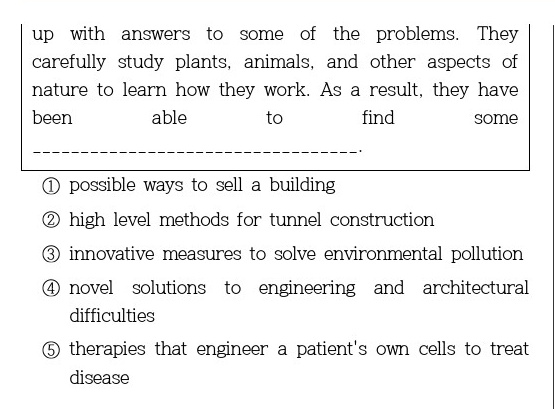 up with answers to some of the problems. They
carefully study plants, animals, and other aspects of
nature to learn how they work. As a result, they have
been able to find some
__________________________________.
① possible ways to sell a building
② high level methods for tunnel construction
③ innovative measures to solve environmental pollution
④ novel solutions to engineering and architectural
difficulties
⑤ therapies that engineer a patient's own cells to treat
disease